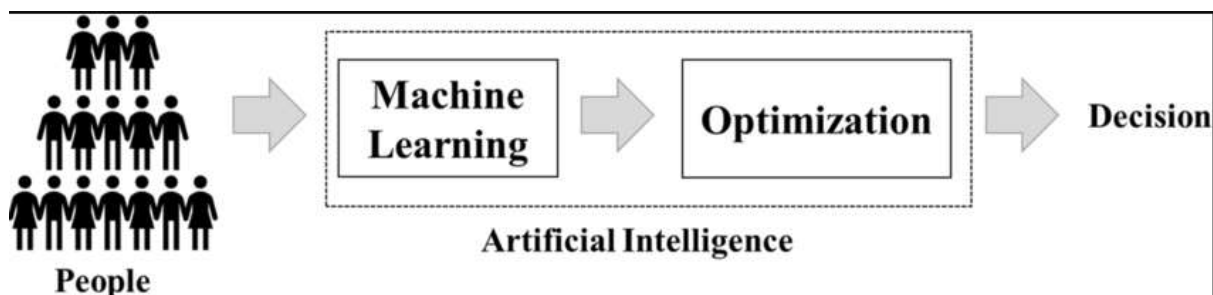 People
Machine
Learning
Optimization
Artificial Intelligence
Decision